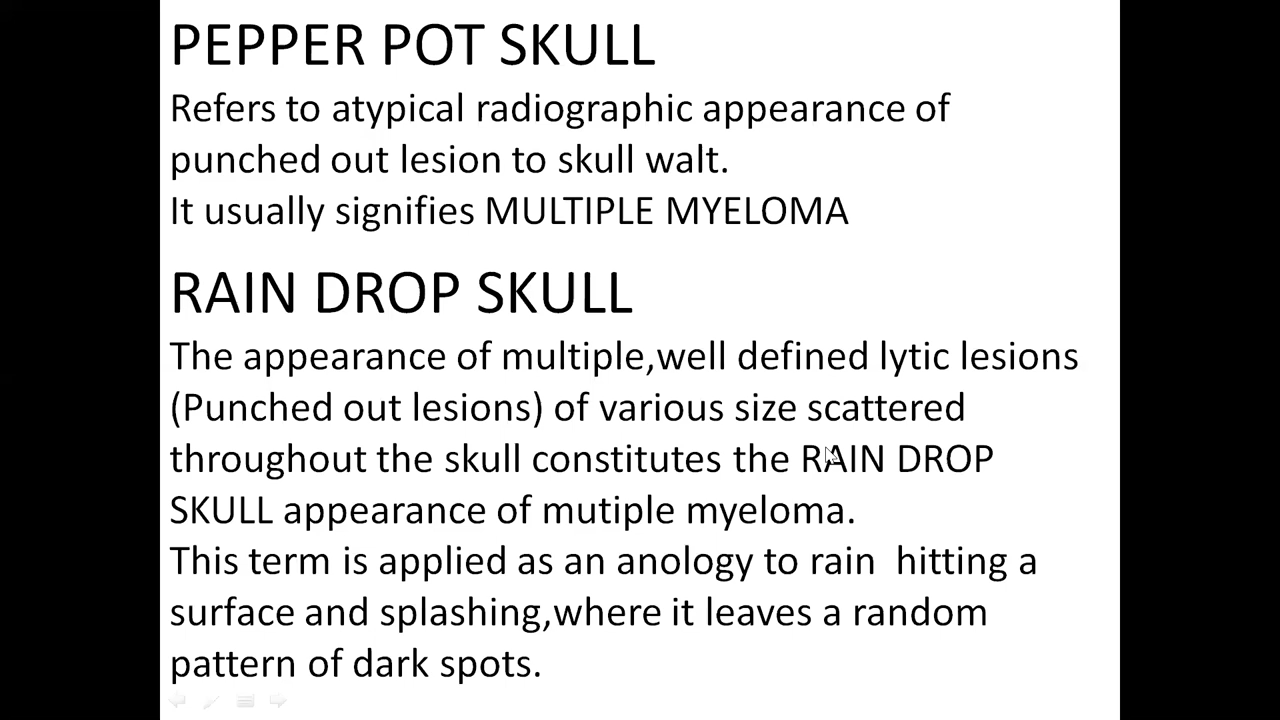 PEPPER POT SKULL
Refers to atypical radiographic appearance of
punched out lesion to skull walt.
It usually signifies MULTIPLE MYELOMA
RAIN DROP SKULL
The appearance of multiple,well defined lytic lesions
(Punched out lesions) of various size scattered
throughout the skull constitutes the RAIN DROP
SKULL appearance of mutiple myeloma.
This term is applied as an anology to rain  hitting a
surface and splashing,where it leaves a random
pattern of dark spots.